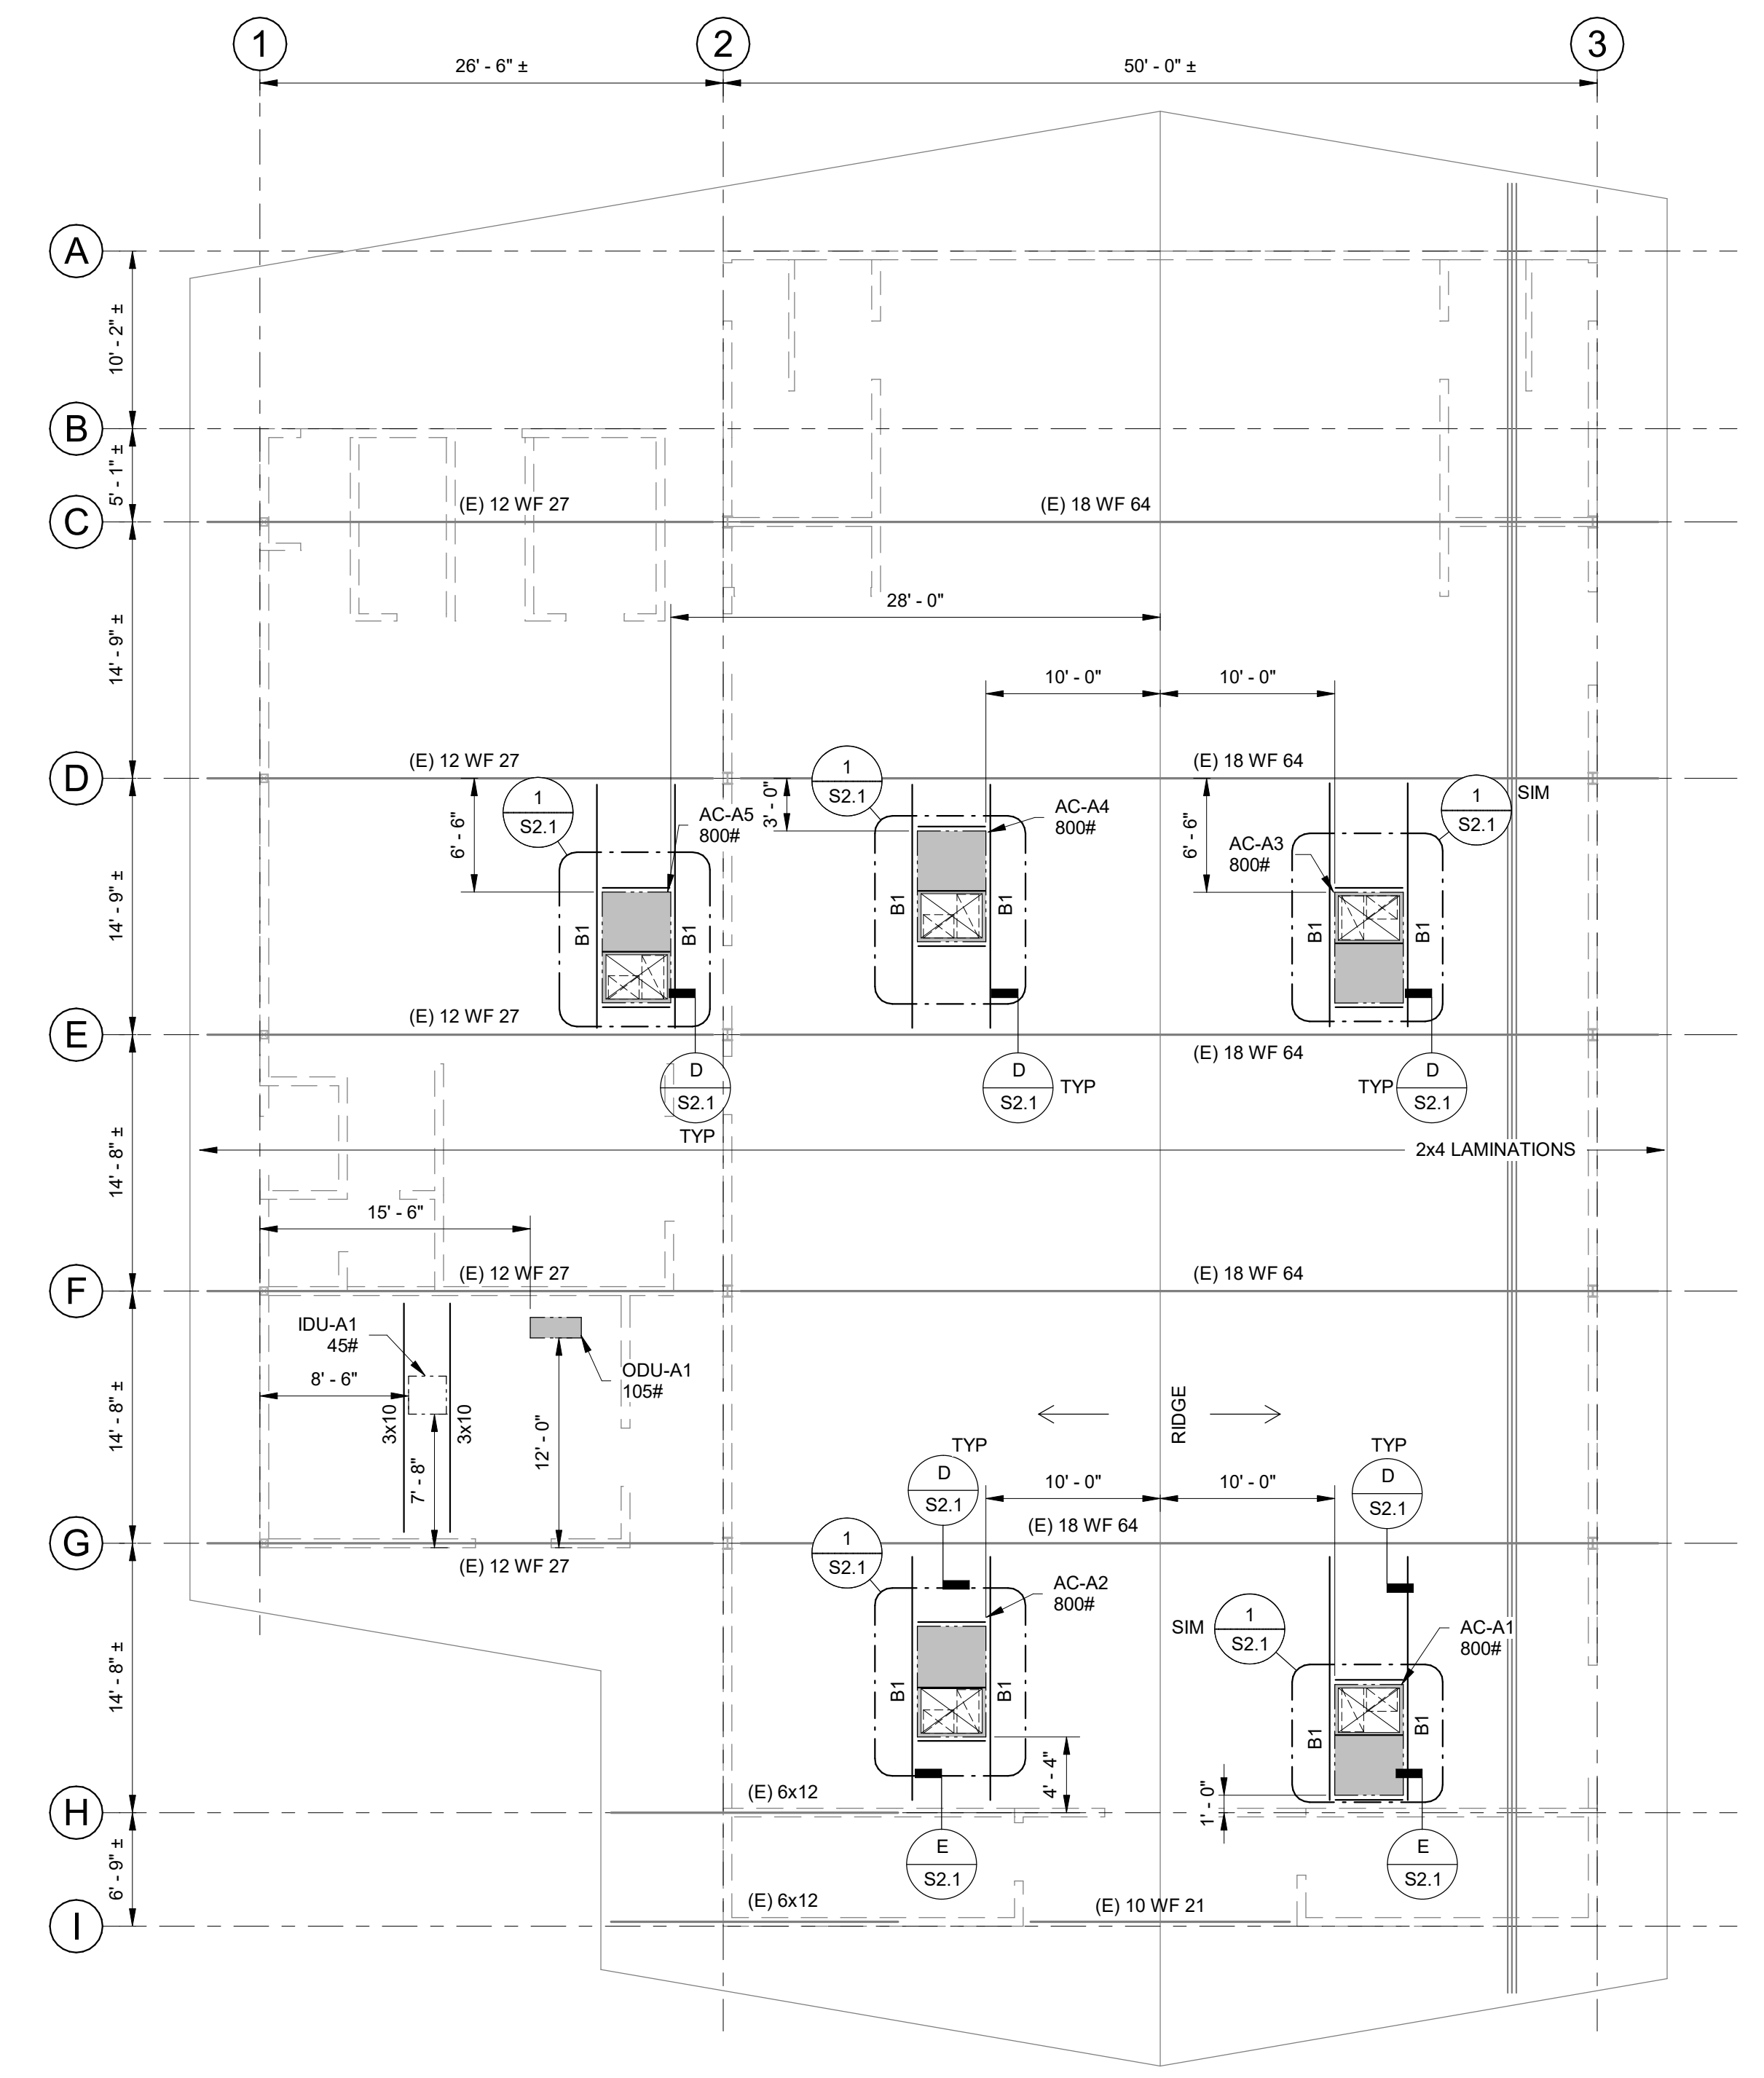 1
2
3
26' - 6" ±
50' - 0" ±
A
10' - 2" ±
B
5' - 1" ±
C
(E) 12 WF 27
(E) 18 WF 64
14' - 9" ±
28' - 0"
10' - 0"
10' - 0"
D
(E) 12 WF 27
(E) 18 WF 64
1
S2.1
1
S2.1
1
S2.1
SIM
6' - 6"
3' - 0"
6' - 6"
AC-A5
800#
AC-A4
800#
AC-A3
800#
14' - 9" ±
B1
B1
B1
B1
B1
B1
E
(E) 12 WF 27
(E) 18 WF 64
D
S2.1
TYP
D
S2.1
TYP
TYP
D
S2.1
14' - 8" ±
2x4 LAMINATIONS
15' - 6"
F
(E) 12 WF 27
(E) 18 WF 64
IDU-A1
45#
ODU-A1
105#
8' - 6"
3x10
3x10
7' - 8"
12' - 0"
14' - 8" ±
RIDGE
TYP
D
S2.1
TYP
D
S2.1
10' - 0"
10' - 0"
G
(E) 12 WF 27
(E) 18 WF 64
1
S2.1
AC-A2
800#
SIM
1
S2.1
AC-A1
800#
14' - 8" ±
B1
B1
B1
B1
4' - 4"
1' - 0"
H
(E) 6x12
E
S2.1
E
S2.1
6' - 9" ±
I
(E) 6x12
(E) 10 WF 21